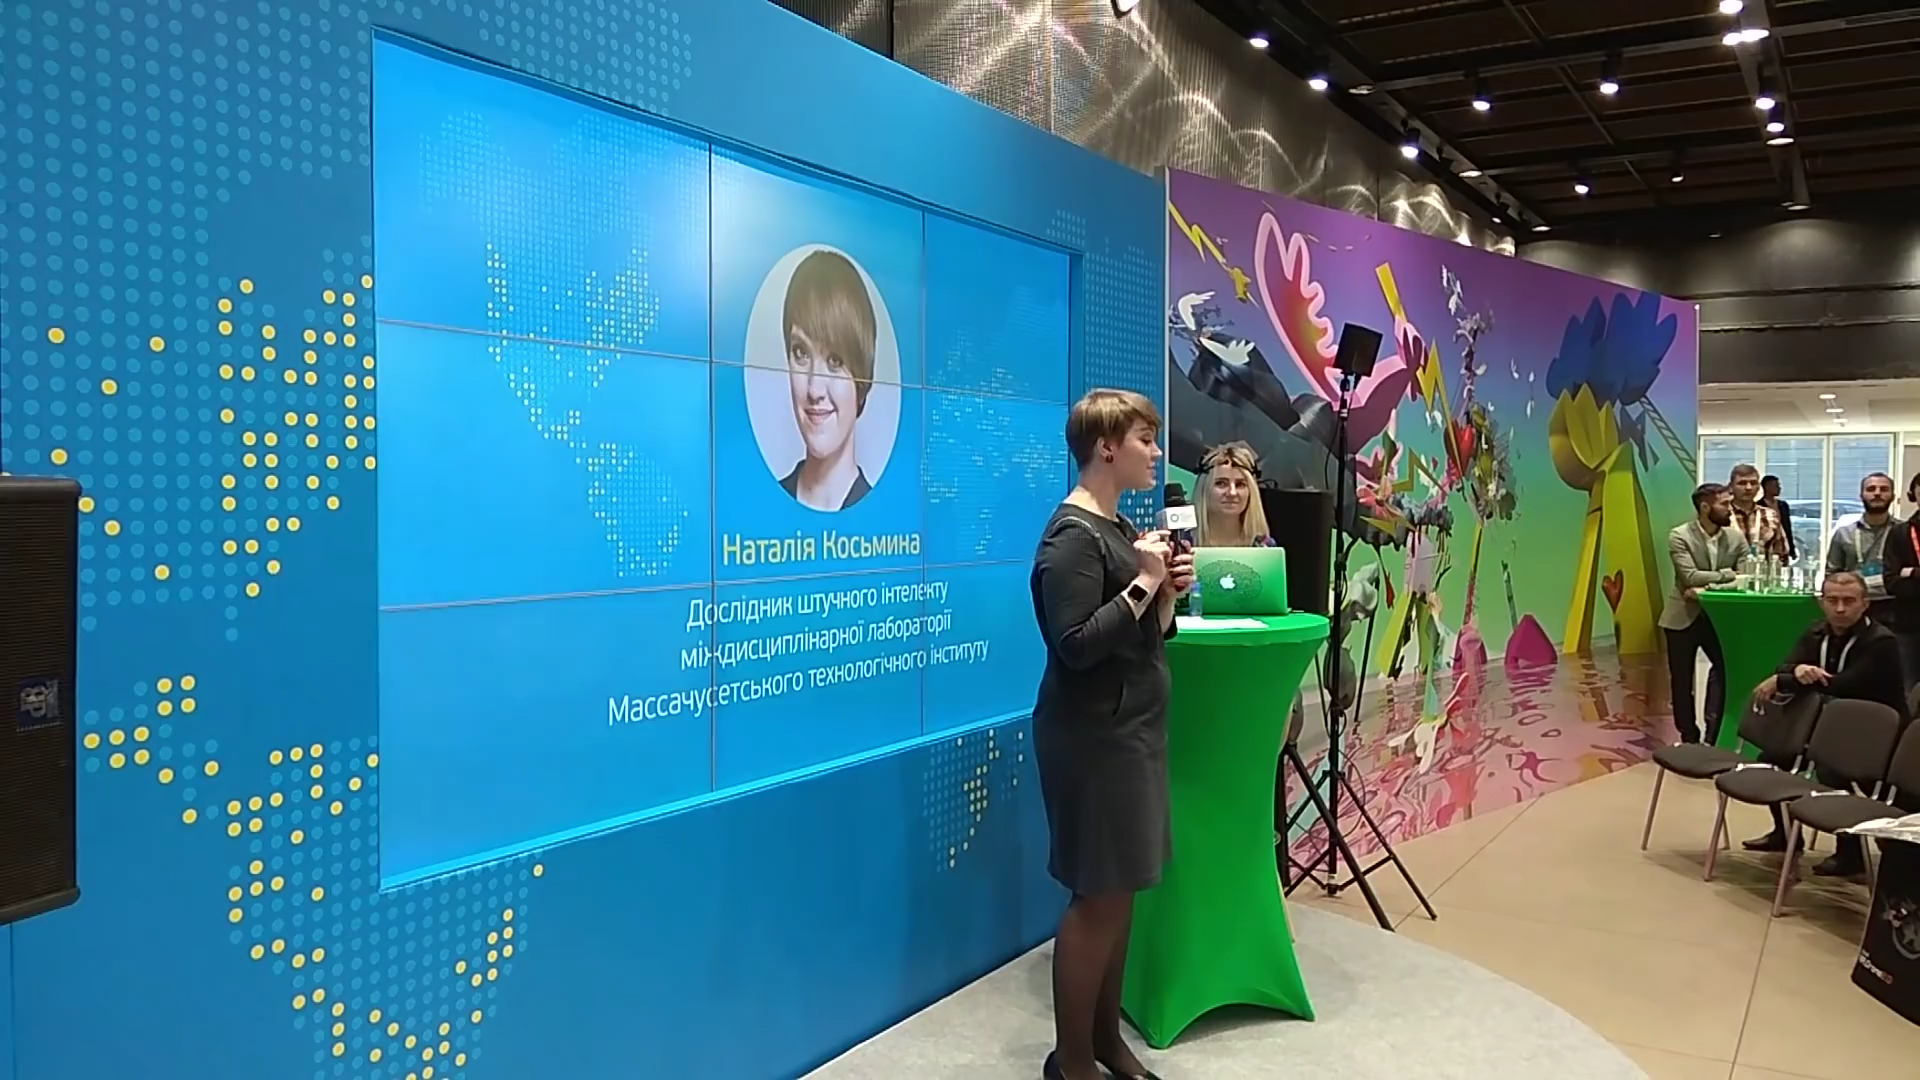 Наталія Косьмина
Дослідник штучного інтелекту
міждисциплінарної лабораторії
Массачусетського технологічного інституту